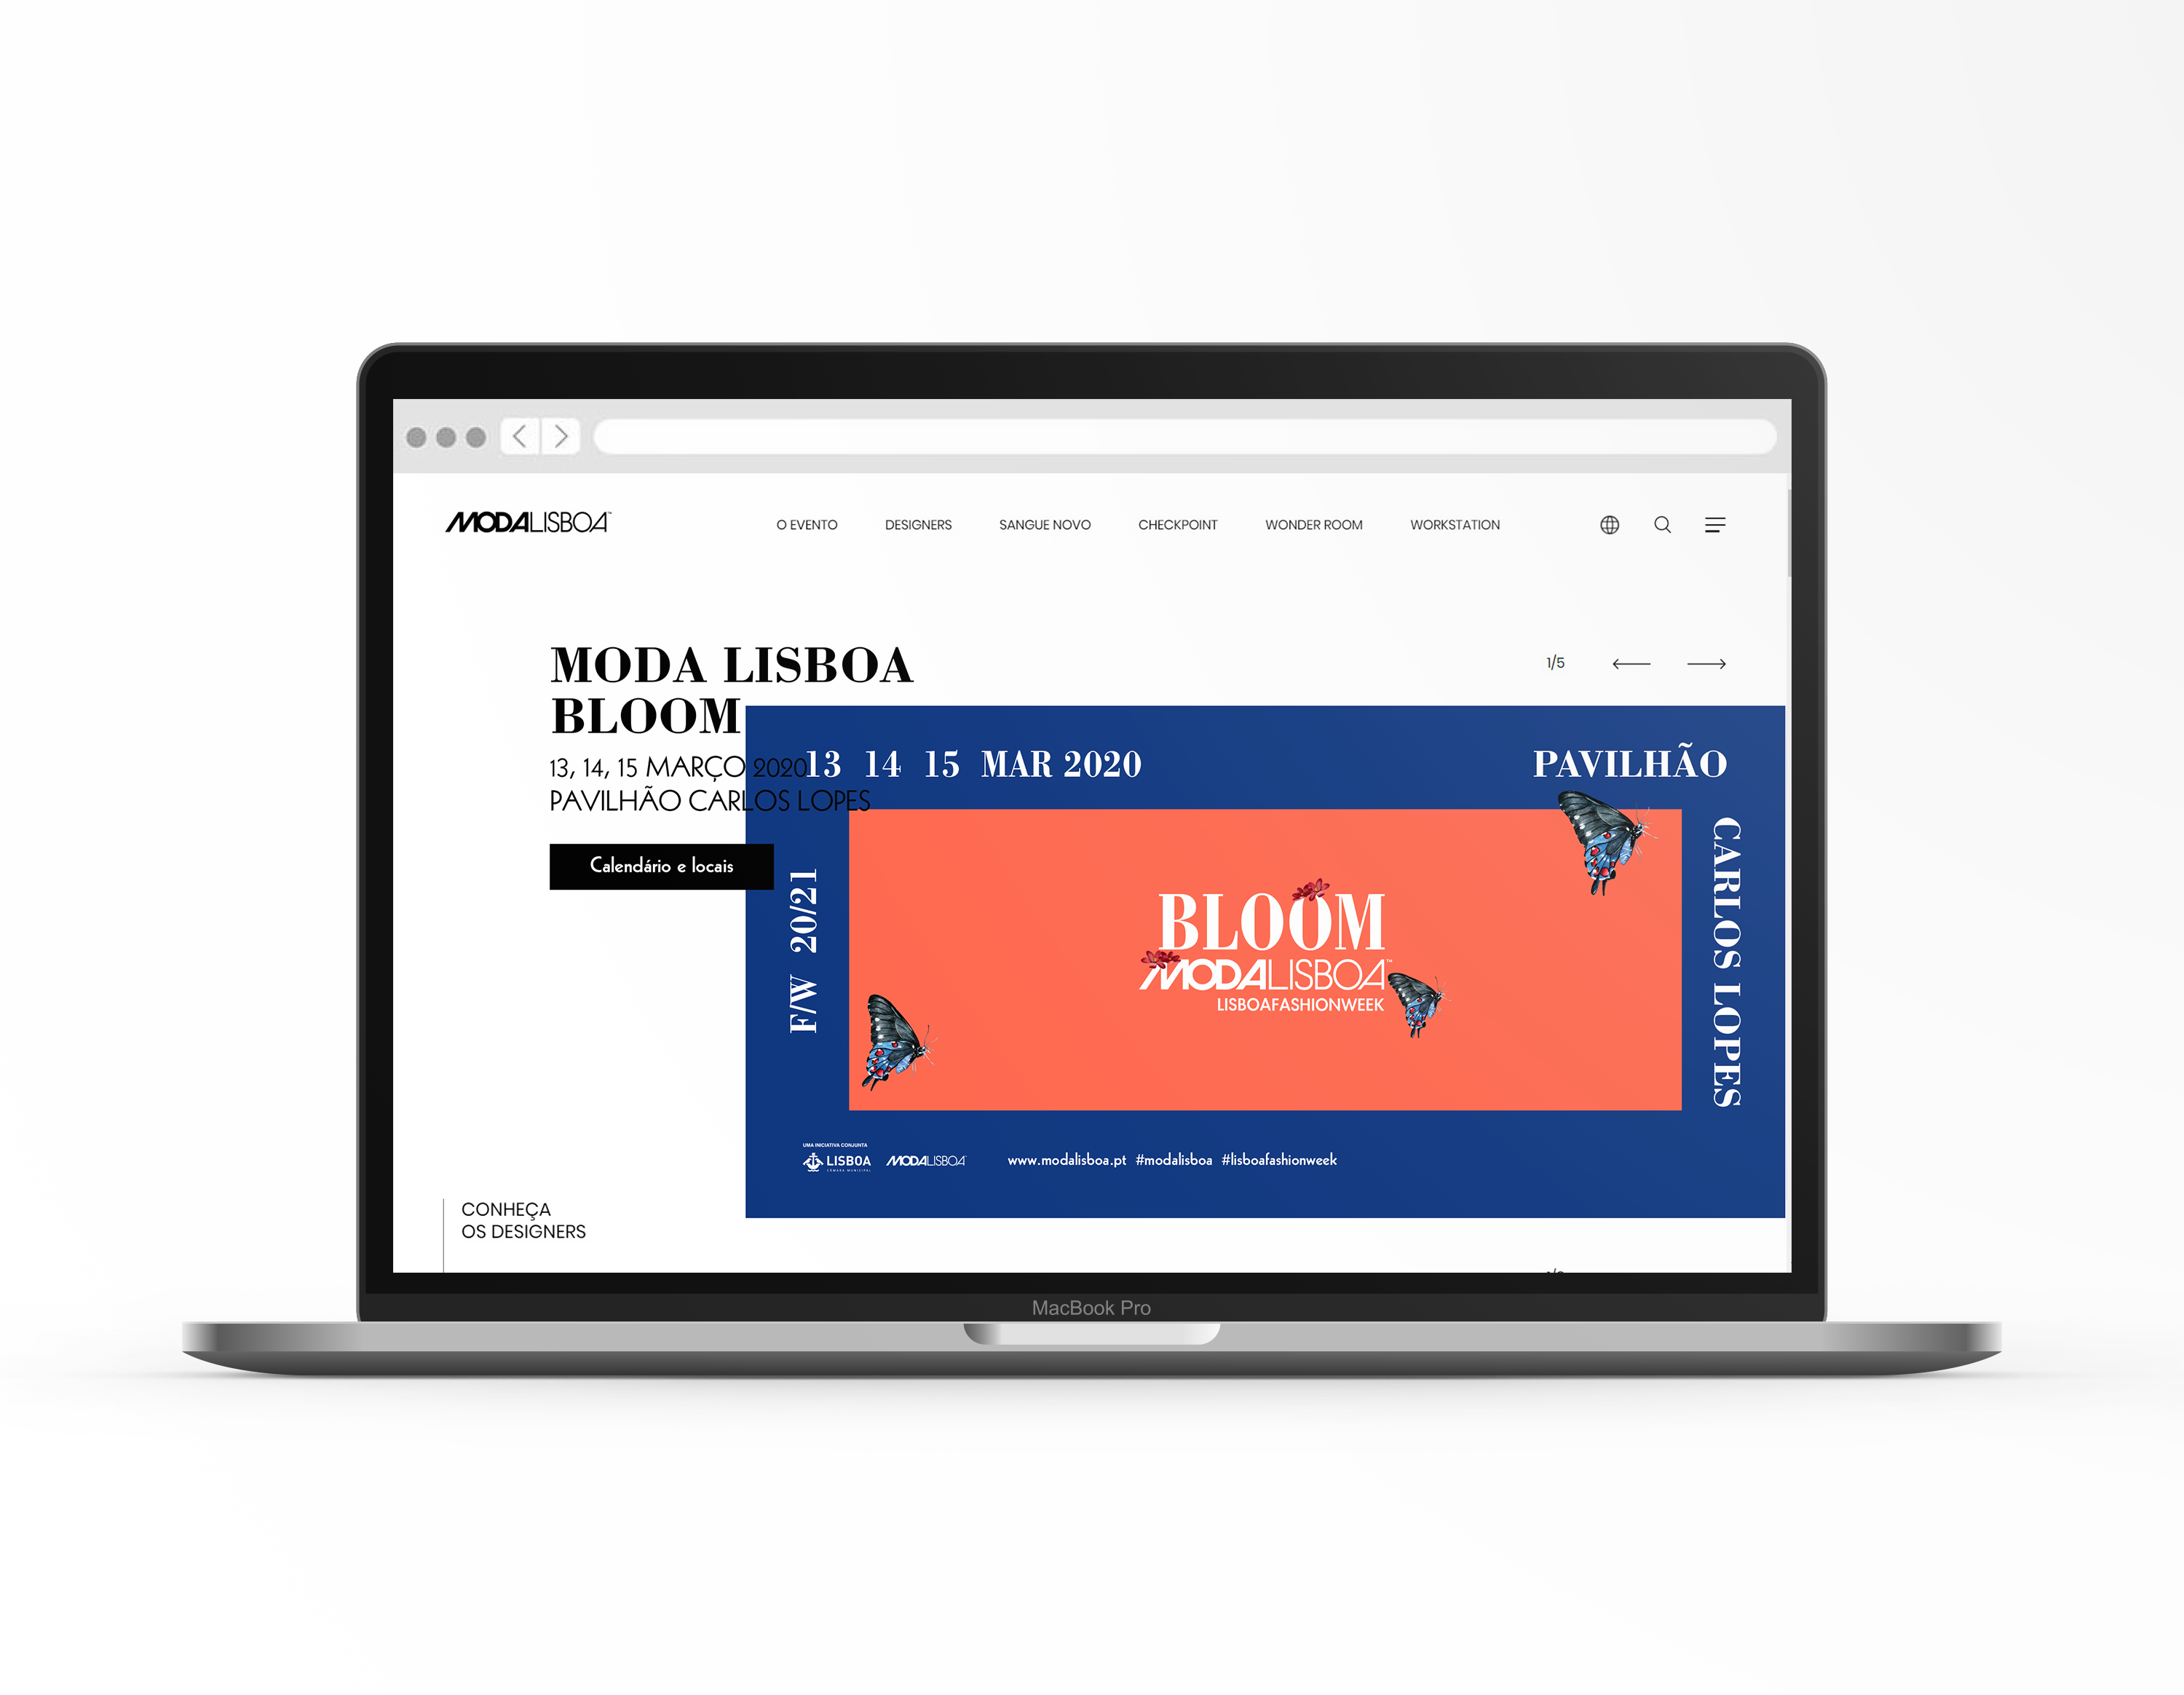 MODALISBOA™
O EVENTO
DESIGNERS
SANGUE NOVO
CHECKPOINT
WONDER ROOM
WORKSTATION
MODA LISBOA
BLOOM
13, 14, 15 MARÇO 2020
PAVILHÃO CARLOS LOPES
Calendário e locais
1/5
13 14 15 MAR 2020
PAVILHÃO
CARLOS LOPES
F/W 20/21
BLOOM
MODALISBOA™
LISBOAFASHIONWEEK
UMA INICIATIVA CONJUNTA
LISBOA
CÂMARA MUNICIPAL
MODALISBOA
www.modalisboa.pt #modalisboa #lisboafashionweek
CONHEÇA
OS DESIGNERS
MacBook Pro